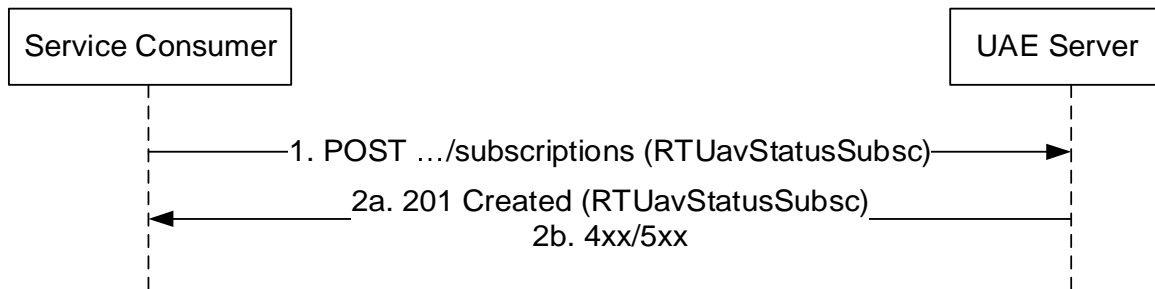 Service Consumer
UAE Server
1. POST …/subscriptions (RTUavStatusSubsc)
2a. 201 Created (RTUavStatusSubsc)
2b. 4xx/5xx